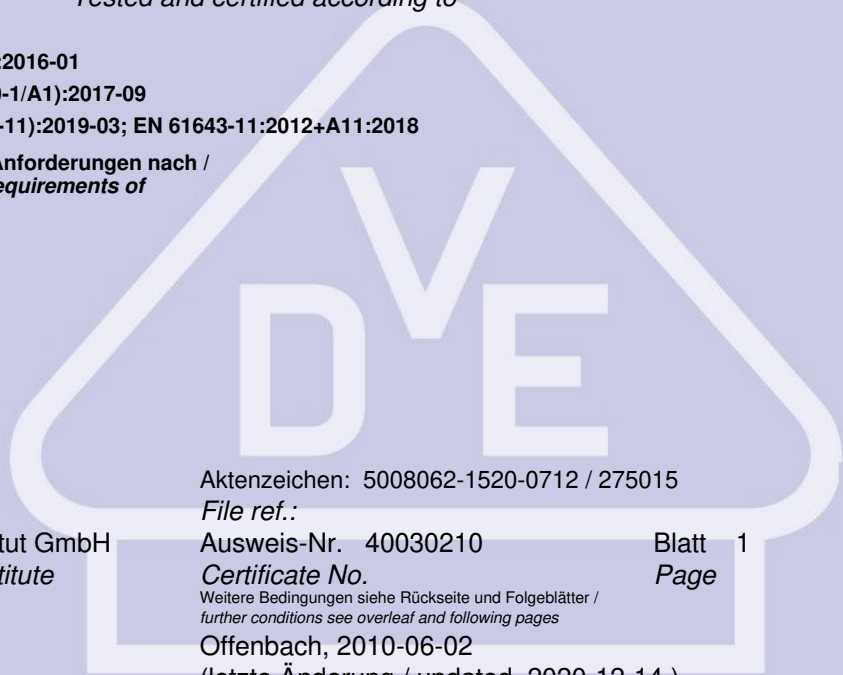 Tested and certified according to
:2016-01
-1/A1):2017-09
-11):2019-03; EN 61643-11:2012+A11:2018
Anforderungen nach /
equirements of
VDE
Aktenzeichen: 5008062-1520-0712 / 275015
File ref.:
tut GmbH Ausweis-Nr. 40030210 Blatt 1
titute Certificate No. Page
Weitere Bedingungen siehe Rückseite und Folgeblätter /
further conditions see overleaf and following pages
Offenbach, 2010-06-02
(letzte Änderung / updated 2020-12-14 )